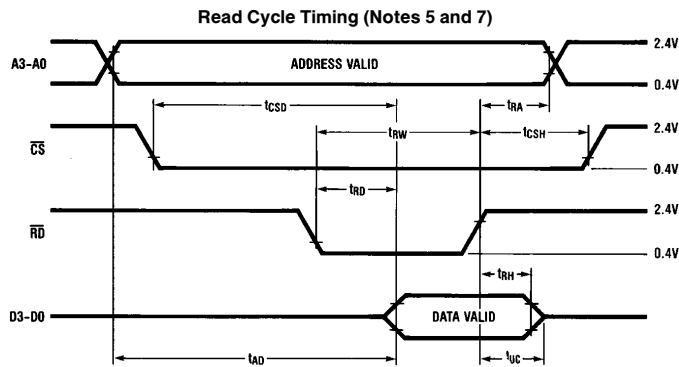 Read Cycle Timing (Notes 5 and 7)
A3-A0
ADDRESS VALID
2.4V
0.4V
tCSD
tRA
tRW
tCSH
CS
2.4V
0.4V
tRD
RD
2.4V
0.4V
tRH
D3-D0
DATA VALID
tAD
tUC